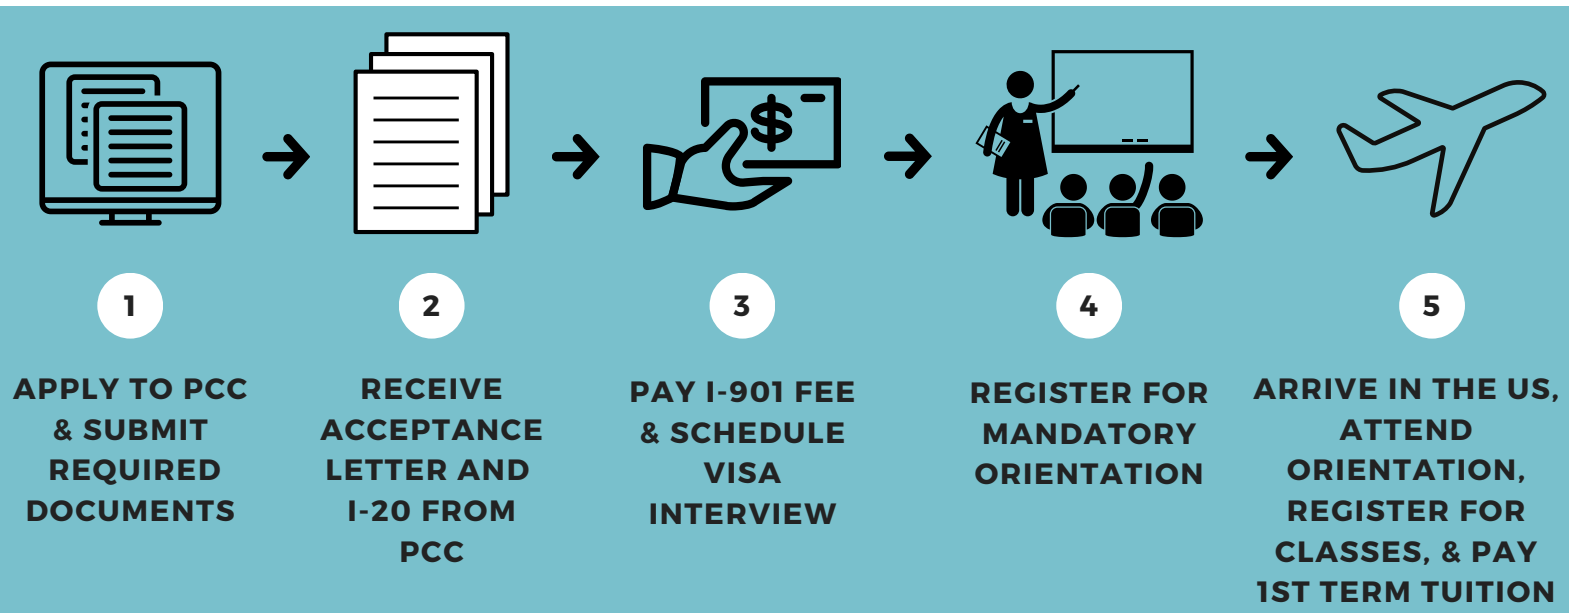 $
1
APPLY TO PCC
& SUBMIT
REQUIRED
DOCUMENTS
2
RECEIVE
ACCEPTANCE
LETTER AND
I-20 FROM
PCC
3
PAY I-901 FEE
& SCHEDULE
VISA
INTERVIEW
4
REGISTER FOR
MANDATORY
ORIENTATION
5
ARRIVE IN THE US,
ATTEND
ORIENTATION,
REGISTER FOR
CLASSES, & PAY
1ST TERM TUITION